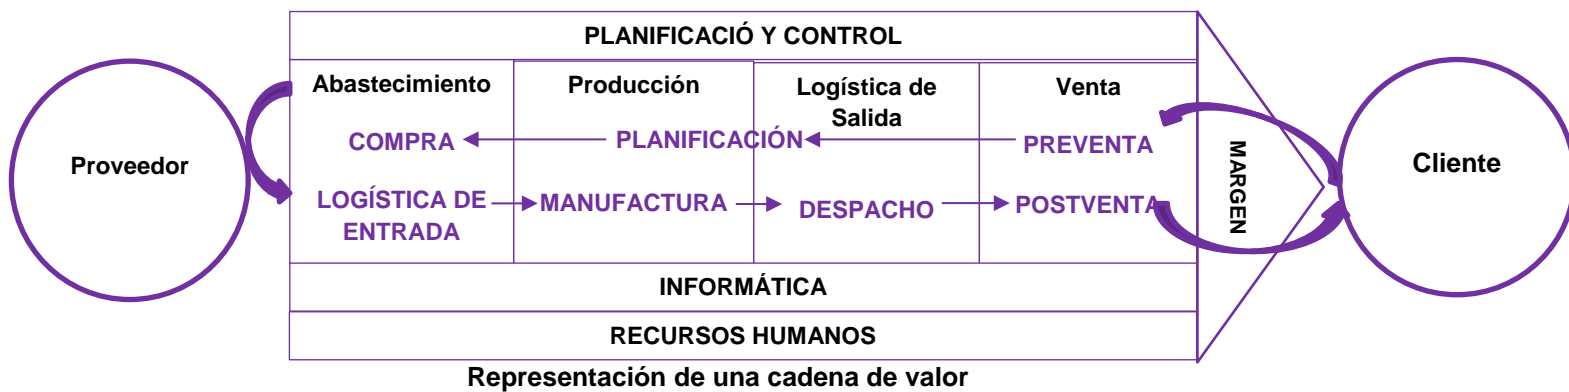 PLANIFICACIÓ Y CONTROL
Abastecimiento
Producción
Logística de
Salida
Venta
COMPRA
PLANIFICACIÓN
PREVENTA
Proveedor
Cliente
MARGEN
LOGÍSTICA DE
ENTRADA
MANUFACTURA
DESPACHO
POSTVENTA
INFORMÁTICA
RECURSOS HUMANOS
Representación de una cadena de valor